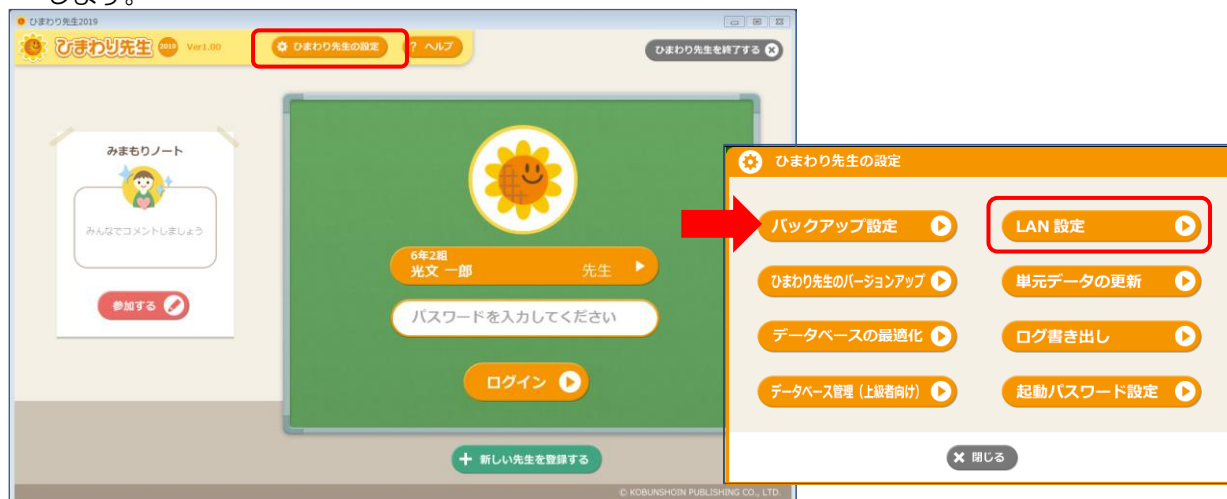 します。
ひまわり先生2019
ひまわり先生 2019 Ver1.00
ひまわり先生の設定
? ヘルプ
ひまわり先生を終了する
みまもりノート
みんなでコメントしましょう
参加する
6年2組
光文 一郎 先生
パスワードを入力してください
ログイン
新しい先生を登録する
© KOBUNSHOIN PUBLISHING CO., LTD.
ひまわり先生の設定
バックアップ設定
LAN 設定
ひまわり先生のバージョンアップ
単元データの更新
データベースの最適化
ログ書き出し
データベース管理（上級者向け）
起動パスワード設定
閉じる